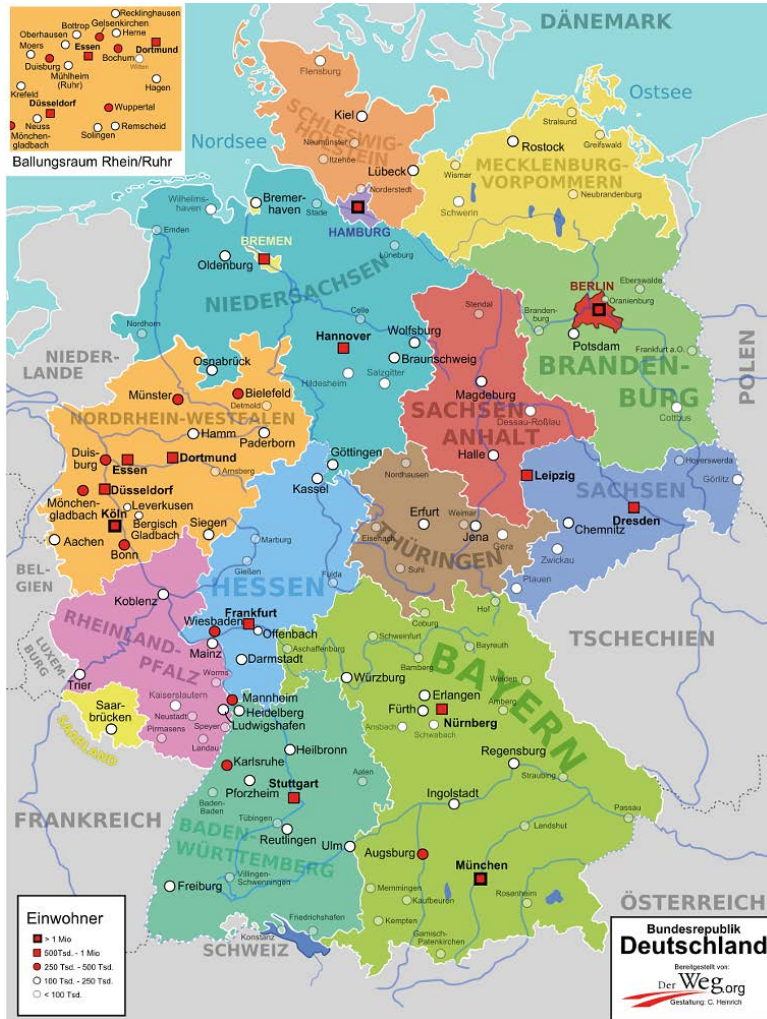 Recklinghausen
Gelsenkirchen
Bottrop
Herne
Oberhausen
Essen
Dortmund
Moers
Duisburg
Bochum
Witten
Mühlheim
(Ruhr)
Hagen
Krefeld
Düsseldorf
Wuppertal
Neuss
Remscheid
Mönchen-
gladbach
Solingen
Ballungsraum Rhein/Ruhr
DÄNEMARK
Nordsee
Ostsee
Flensburg
SCHLESWIG-
HOLSTEIN
Kiel
Neumünster
Itzehoe
Lübeck
Norderstedt
HAMBURG
Stralsund
Greifswald
Rostock
Wismar
MECKLENBURG-
VORPOMMERN
Schwerin
Neubrandenburg
Wilhelms-
haven
Bremer-
haven
Stade
Emden
BREMEN
Oldenburg
Lüneburg
NIEDERSACHSEN
Celle
Nordhorn
Hannover
Wolfsburg
Braunschweig
Osnabrück
Hildesheim
Salzgitter
Göttingen
Stendal
Magdeburg
SACHSEN
ANHALT
Dessau-Roßlau
Halle
BERLIN
Eberswalde
Oranienburg
Branden-
burg
Potsdam
Frankfurt a.O.
BRANDEN-
BURG
Cottbus
POLEN
NIEDER-
LANDE
Münster
Bielefeld
Detmold
NORDRHEIN-WESTFALEN
Hamm
Paderborn
Duis-
burg
Essen
Dortmund
Arnsberg
Düsseldorf
Mönchen-
gladbach
Leverkusen
Köln
Bergisch
Gladbach
Siegen
Aachen
Bonn
Kassel
Nordhausen
Erfurt
Weimar
Eisenach
Jena
Gera
THÜRINGEN
Suhl
Leipzig
Hoyerswerda
Görlitz
SACHSEN
Dresden
Chemnitz
Zwickau
Plauen
BEL-
GIEN
LUXEM
BURG
Marburg
Gießen
HESSEN
Fulda
Koblenz
Wiesbaden
Frankfurt
Offenbach
Mainz
Darmstadt
RHEINLAND-
PFALZ
Trier
Worms
Kaiserslautern
Neustadt
Speyer
Pirmasens
Landau
Saar-
brücken
SAARLAND
Mannheim
Heidelberg
Ludwigshafen
TSCHECHIEN
Hof
Coburg
Aschaffenburg
Schweinfurt
Bayreuth
Bamberg
BAYERN
Weiden
Würzburg
Erlangen
Amberg
Fürth
Nürnberg
Ansbach
Schwabach
Regensburg
Straubing
Ingolstadt
Passau
Landshut
Augsburg
München
Memmingen
Kaufbeuren
Rosenheim
Kempten
Garmisch-
Patenkirchen
Heilbronn
Karlsruhe
Pforzheim
Stuttgart
Aalen
Baden-
Baden
Tübingen
Reutlingen
Ulm
BADEN-
WÜRTTEMBERG
Villingen-
Schwenningen
Freiburg
Friedrichshafen
Konstanz
FRANKREICH
SCHWEIZ
ÖSTERREICH
Einwohner
> 1 Mio
500Tsd. - 1 Mio
250 Tsd. - 500 Tsd.
100 Tsd. - 250 Tsd.
< 100 Tsd.
Bundesrepublik
Deutschland
Bereitgestellt von:
Der Weg.org
Gestaltung: C. Heinrich